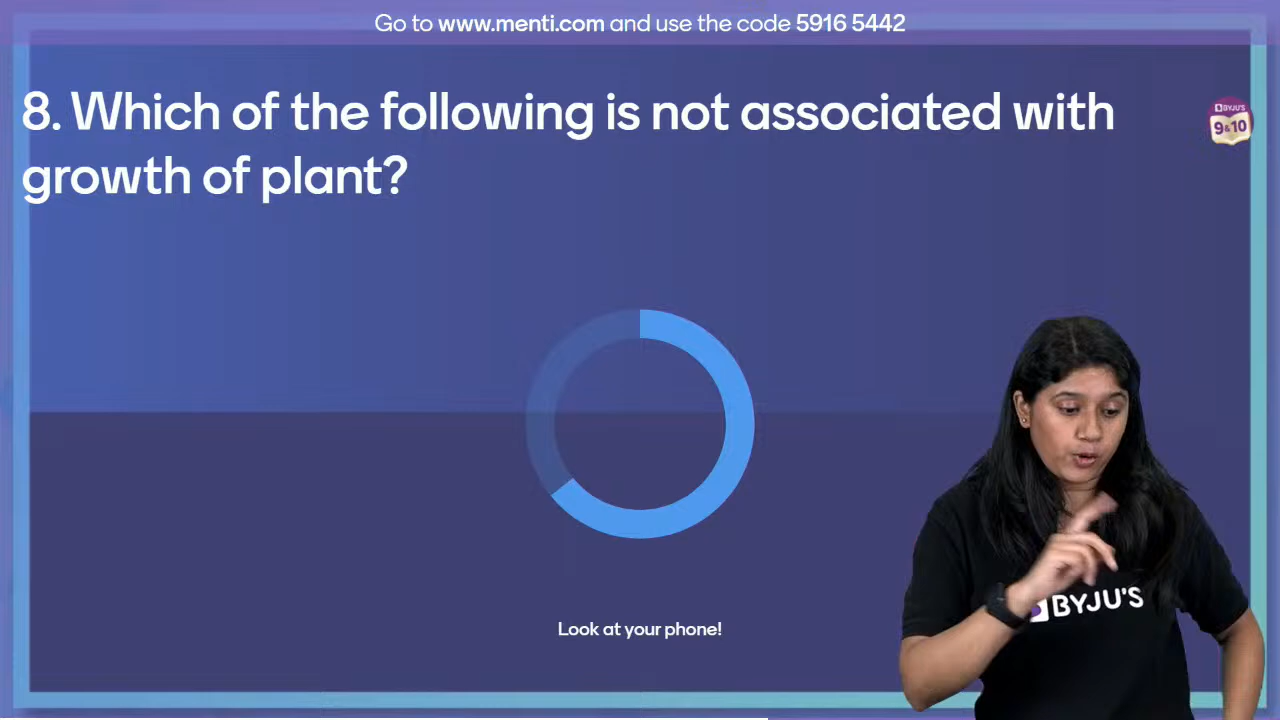 Go to www.menti.com and use the code 5916 5442
8. Which of the following is not associated with
growth of plant?
BYJU'S
9&10
Look at your phone!
BYJU'S